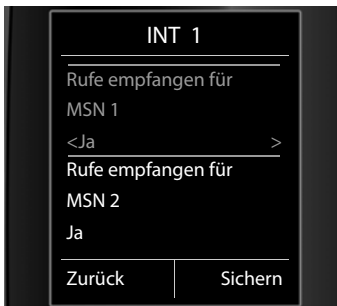 INT 1
Rufe empfangen für
MSN 1
<Ja >
Rufe empfangen für
MSN 2
Ja
Zurück Sichern